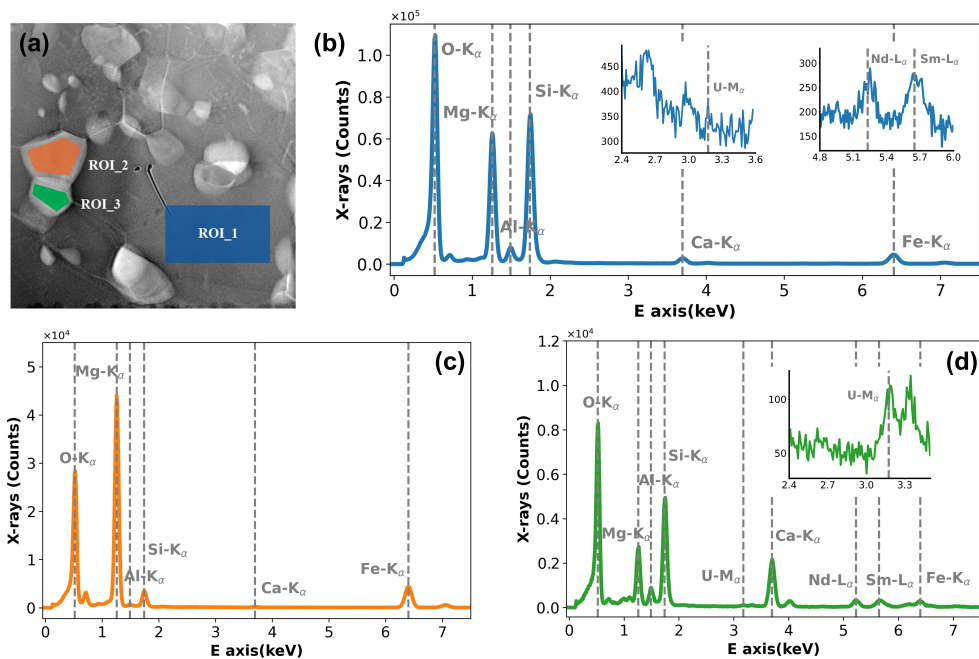 (a)
ROI_2
ROI_3
ROI_1
(b)
×10⁵
X-rays (Counts)
1.0
0.8
0.6
0.4
0.2
0.0
O-Kα
Mg-Kα
Al-Kα
Si-Kα
Ca-Kα
Fe-Kα
450
400
350
300
U-Mα
2.4 2.7 3.0 3.3 3.6
250
200
150
Nd-Lα Sm-Lα
4.8 5.1 5.4 5.7 6.0
0 1 2 3 4 5 6 7
E axis(keV)
(c)
×10⁴
X-rays (Counts)
5
4
3
2
1
0
Mg-Kα
O-Kα
Si-Kα
Al-Kα
Ca-Kα
Fe-Kα
0 1 2 3 4 5 6 7
E axis(keV)
(d)
×10⁴
X-rays (Counts)
1.2
1.0
0.8
0.6
0.4
0.2
0.0
O-Kα
Si-Kα
Al-Kα
Mg-Kα
Ca-Kα
U-Mα
Nd-Lα
Sm-Lα
Fe-Kα
100
50
U-Mα
2.4 2.7 3.0 3.3
0 1 2 3 4 5 6 7
E axis(keV)